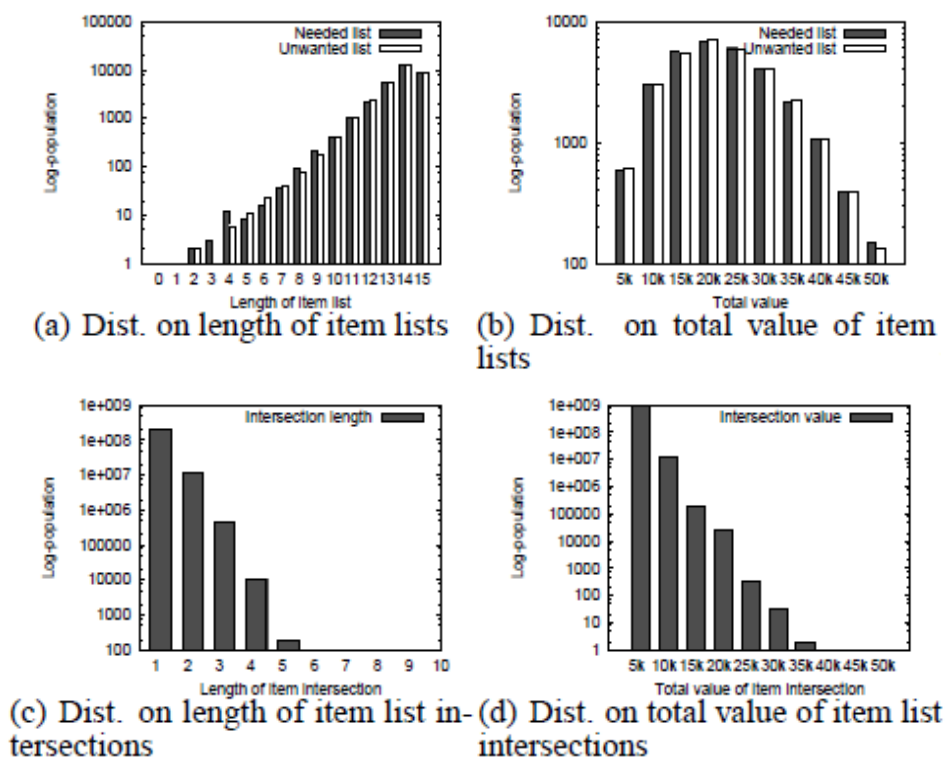 100000
10000
1000
100
10
1
Log-population
Needed list
Unwanted list
0 1 2 3 4 5 6 7 8 9 10 11 12 13 14 15
Length of item list
(a) Dist. on length of item lists
10000
1000
100
Log-population
Needed list
Unwanted list
5k 10k 15k 20k 25k 30k 35k 40k 45k 50k
Total value
(b) Dist. on total value of item
lists
1e+009
1e+008
1e+007
1e+006
100000
10000
1000
100
Log-population
Intersection length
1 2 3 4 5 6 7 8 9 10
Length of item intersection
(c) Dist. on length of item list in-
tersections
1e+009
1e+008
1e+007
1e+006
100000
10000
1000
100
10
1
Log-population
Intersection value
5k 10k 15k 20k 25k 30k 35k 40k 45k 50k
Total value of item intersection
(d) Dist. on total value of item list
intersections